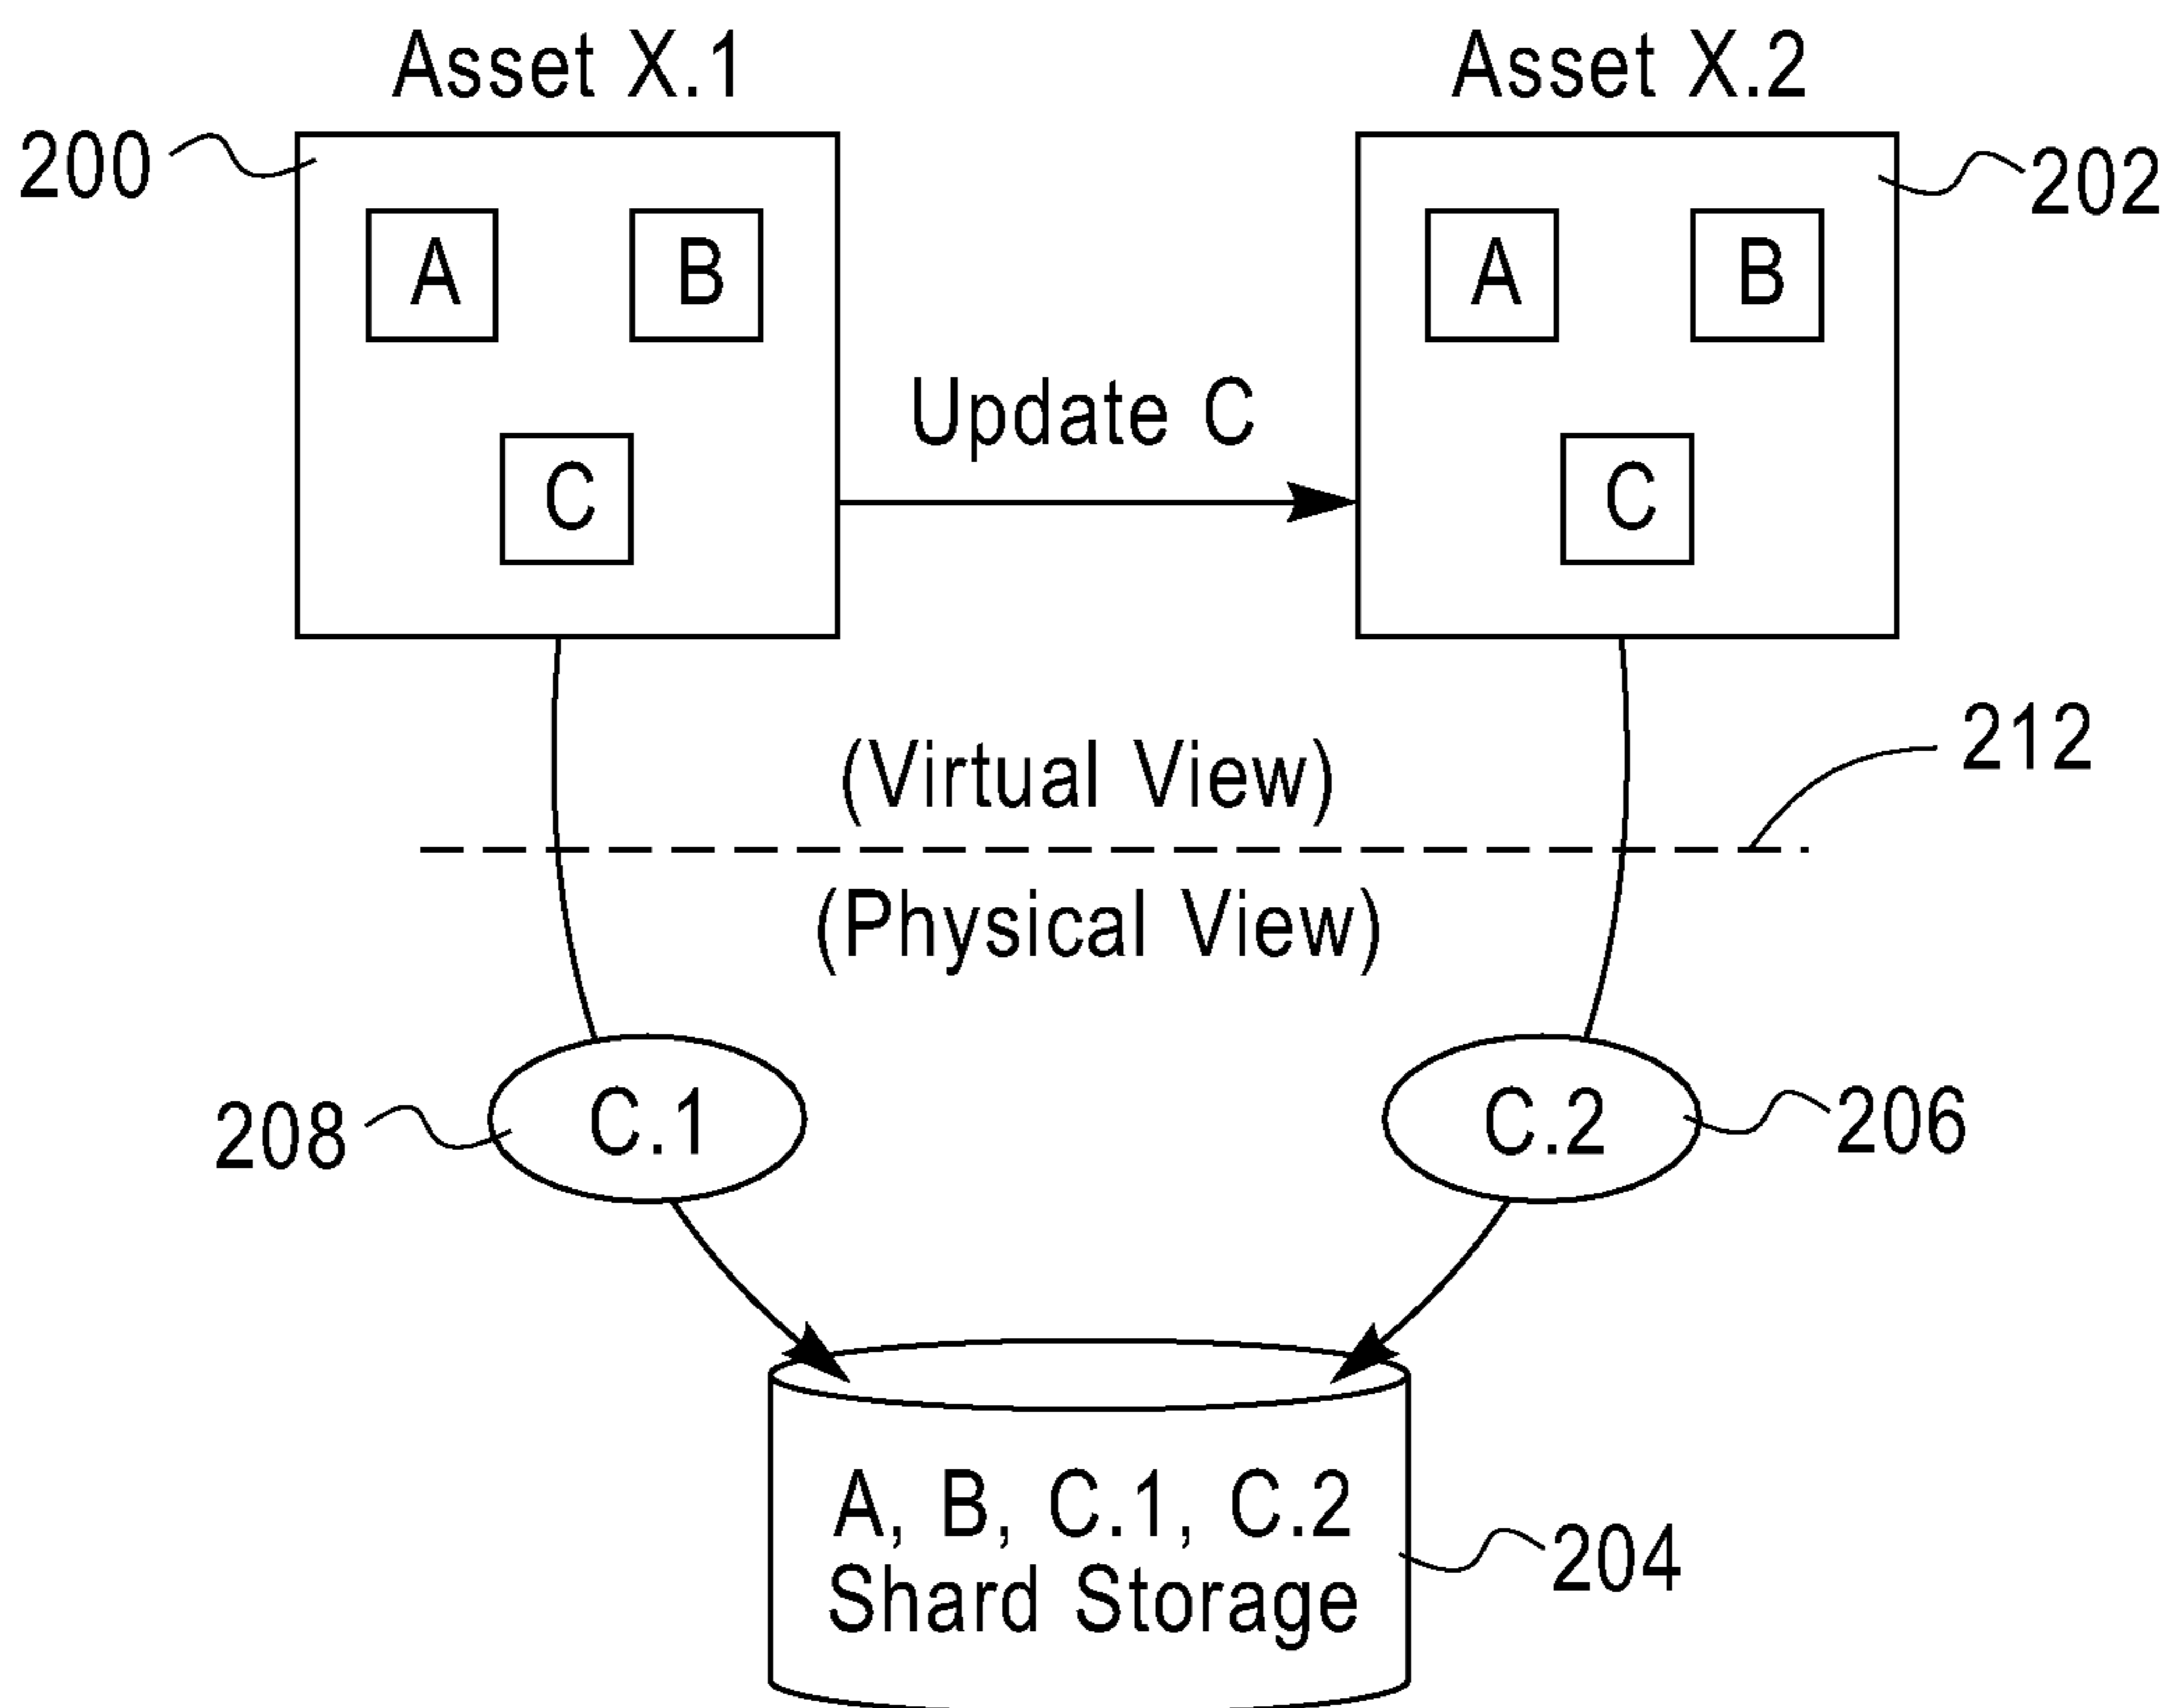 Asset X.1
Asset X.2
200
202
A
B
A
B
Update C
C
C
212
(Virtual View)
(Physical View)
208
C.1
C.2
206
A, B, C.1, C.2
Shard Storage
204